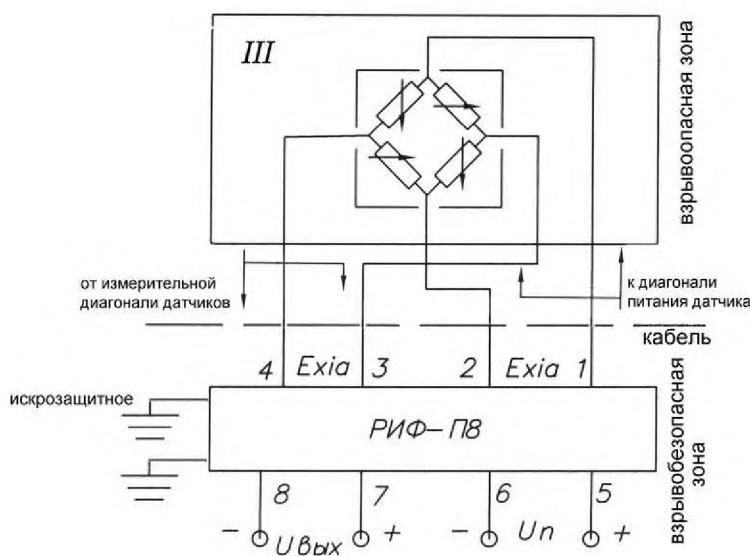 III
взрывоопасная зона
от измерительной
диагонали датчиков
к диагонали
питания датчика
кабель
4 Exia 3 2 Exia 1
искрозащитное
РИФ-П8
взрывобезопасная
зона
8 7 6 5
- Uвых + - Uп +